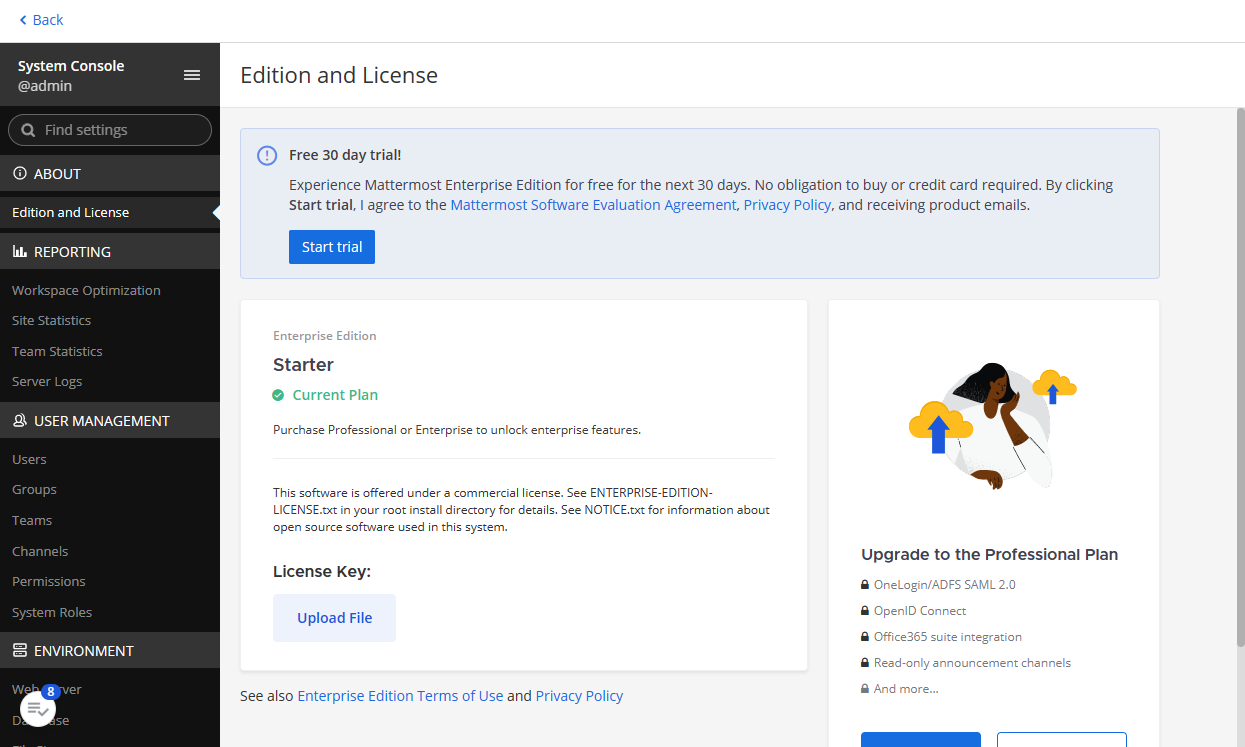 Back
System Console
@admin
Find settings
ABOUT
Edition and License
REPORTING
Workspace Optimization
Site Statistics
Team Statistics
Server Logs
USER MANAGEMENT
Users
Groups
Teams
Channels
Permissions
System Roles
ENVIRONMENT
8
Edition and License
Free 30 day trial!
Experience Mattermost Enterprise Edition for free for the next 30 days. No obligation to buy or credit card required. By clicking
Start trial, I agree to the Mattermost Software Evaluation Agreement, Privacy Policy, and receiving product emails.
Start trial
Enterprise Edition
Starter
Current Plan
Purchase Professional or Enterprise to unlock enterprise features.
This software is offered under a commercial license. See ENTERPRISE-EDITION-
LICENSE.txt in your root install directory for details. See NOTICE.txt for information about
open source software used in this system.
License Key:
Upload File
See also Enterprise Edition Terms of Use and Privacy Policy
Upgrade to the Professional Plan
OneLogin/ADFS SAML 2.0
OpenID Connect
Office365 suite integration
Read-only announcement channels
And more...